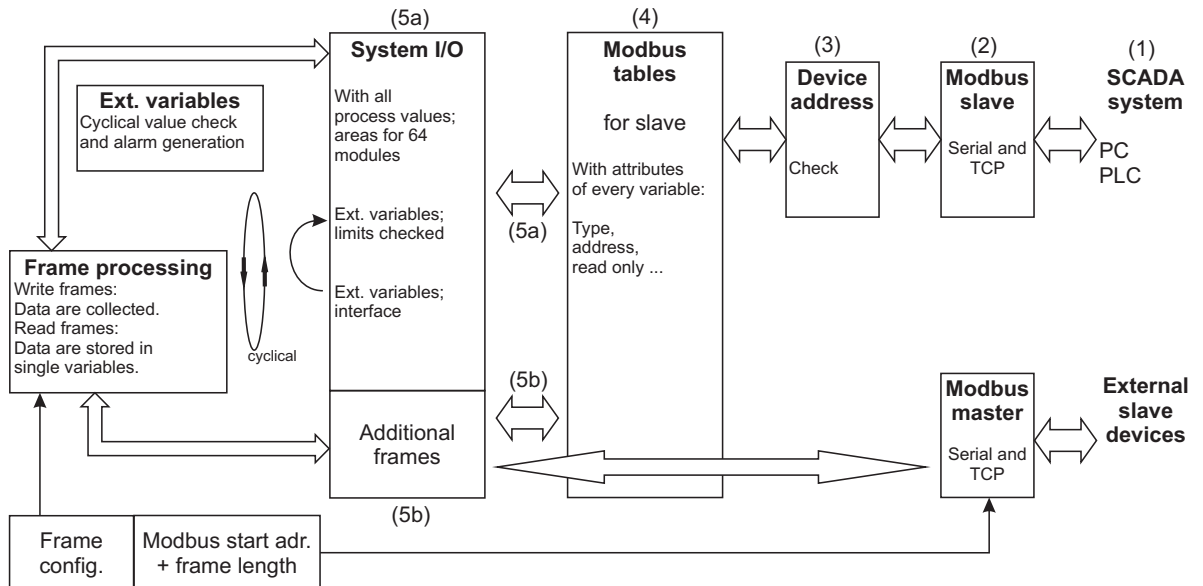 (5a)
System I/O
With all
process values;
areas for 64
modules
Ext. variables;
limits checked
Ext. variables;
interface
Additional
frames
(5b)
Ext. variables
Cyclical value check
and alarm generation
cyclical
Frame processing
Write frames:
Data are collected.
Read frames:
Data are stored in
single variables.
Frame
config.
Modbus start adr.
+ frame length
(5a)
(5b)
(4)
Modbus
tables
for slave
With attributes
of every variable:
Type,
address,
read only ...
(3)
Device
address
Check
(2)
Modbus
slave
Serial and
TCP
(1)
SCADA
system
PC
PLC
Modbus
master
Serial and
TCP
External
slave
devices